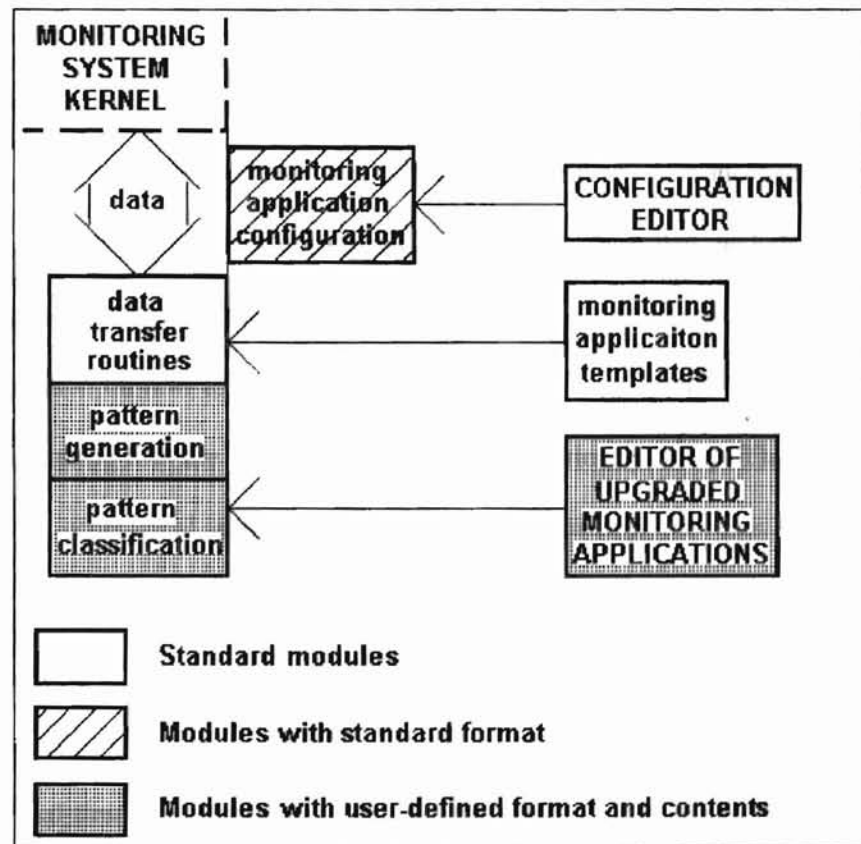 MONITORING
SYSTEM
KERNEL
data
monitoring
application
configuration
CONFIGURATION
EDITOR
data
transfer
routines
monitoring
applicaiton
templates
pattern
generation
pattern
classification
EDITOR OF
UPGRADED
MONITORING
APPLICATIONS
Standard modules
Modules with standard format
Modules with user-defined format and contents